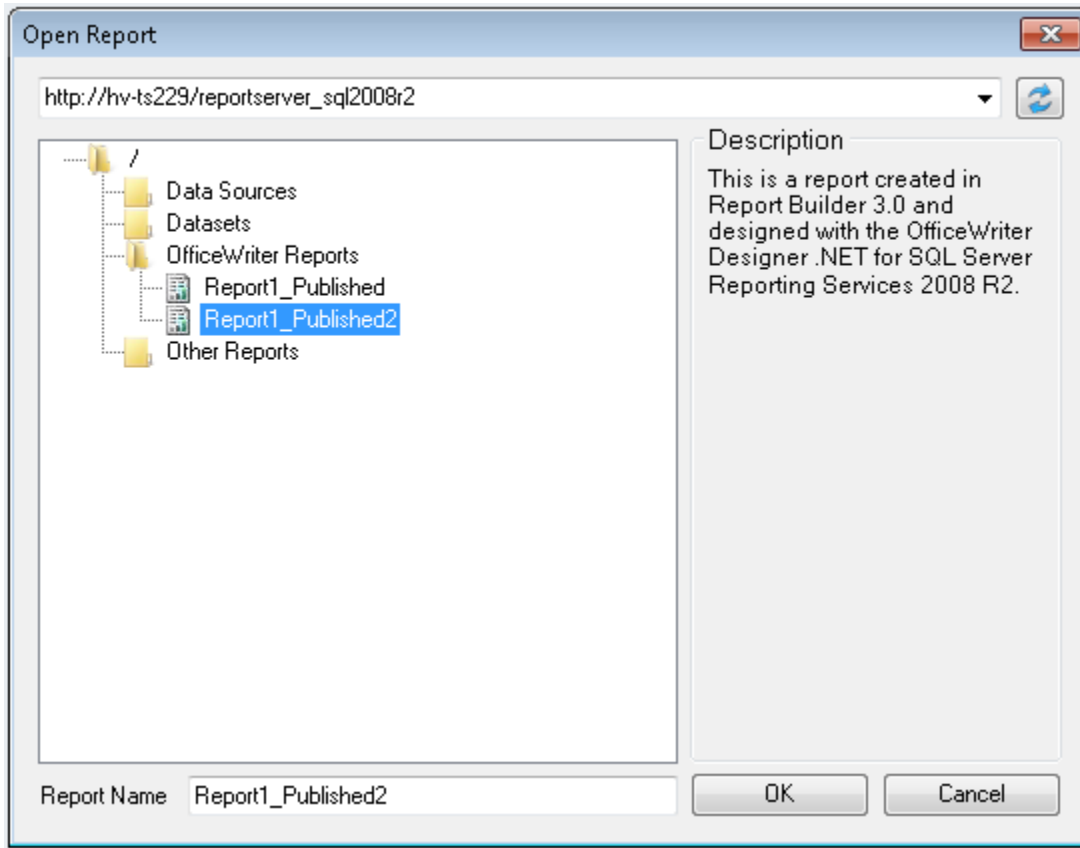 Open Report
http://hv-ts229/reportserver_sql2008r2
/
Data Sources
Datasets
OfficeWriter Reports
Report1_Published
Report1_Published2
Other Reports
Description
This is a report created in
Report Builder 3.0 and
designed with the OfficeWriter
Designer .NET for SQL Server
Reporting Services 2008 R2.
Report Name Report1_Published2
OK Cancel